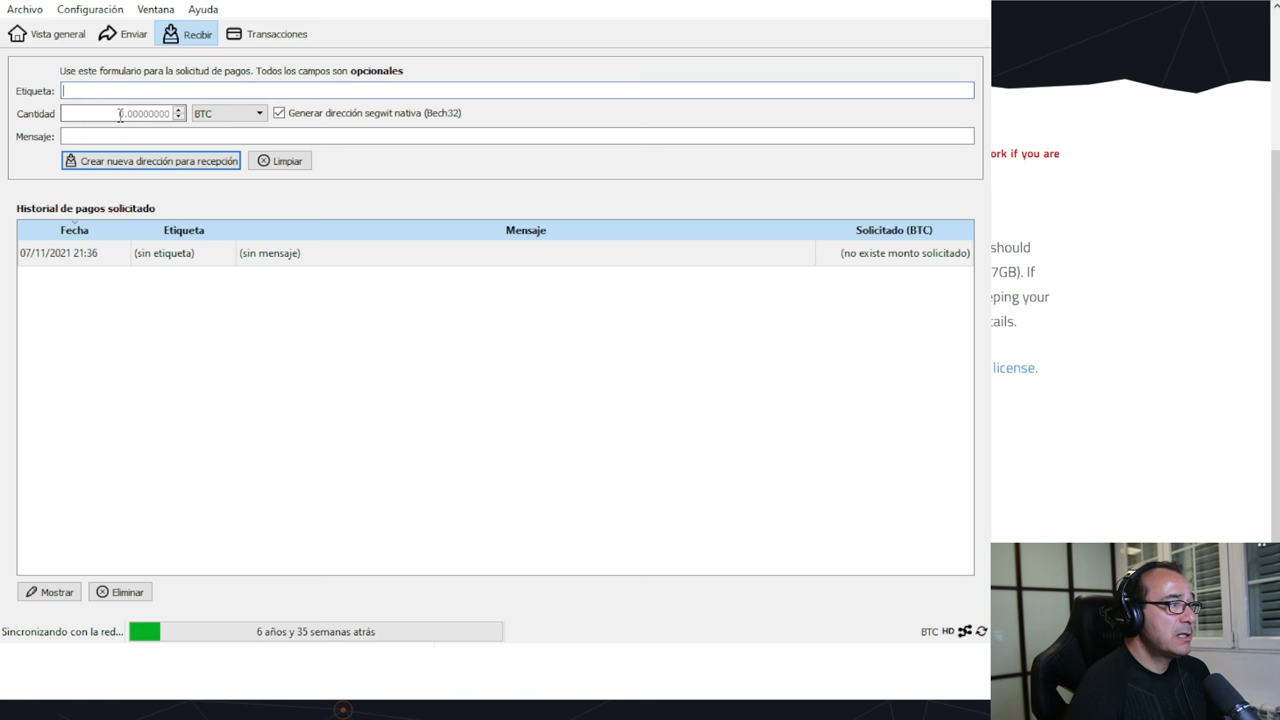 Archivo Configuración Ventana Ayuda
Vista general Enviar Recibir Transacciones
Use este formulario para la solicitud de pagos. Todos los campos son opcionales
Etiqueta:
Cantidad 0.00000000 BTC Generar dirección segwit nativa (Bech32)
Mensaje:
Crear nueva dirección para recepción Limpiar
Historial de pagos solicitado
Fecha Etiqueta Mensaje Solicitado (BTC)
07/11/2021 21:36 (sin etiqueta) (sin mensaje) (no existe monto solicitado)
Mostrar Eliminar
Sincronizando con la red... 6 años y 35 semanas atrás BTC HD
ork if you are
should
7GB). If
eping your
tails.
license.